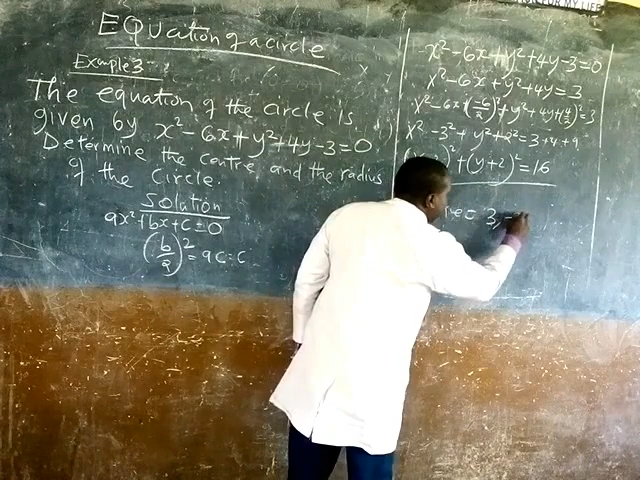 EQUation of a circle
Example 3
The equation of the circle is
given by x² - 6x + y² + 4y - 3 = 0
Determine the centre and the radius
of the circle.
Solution
ax² + bx + c = 0
(b/2)² = ac = c
x² - 6x + y² + 4y - 3 = 0
x² - 6x + y² + 4y = 3
x² - 6x + (-6/2)² + y² + 4y + (4/2)² = 3
x² - 3² + y² + 2² = 3 + 4 + 9
)² + (y + 2)² = 16
3, -